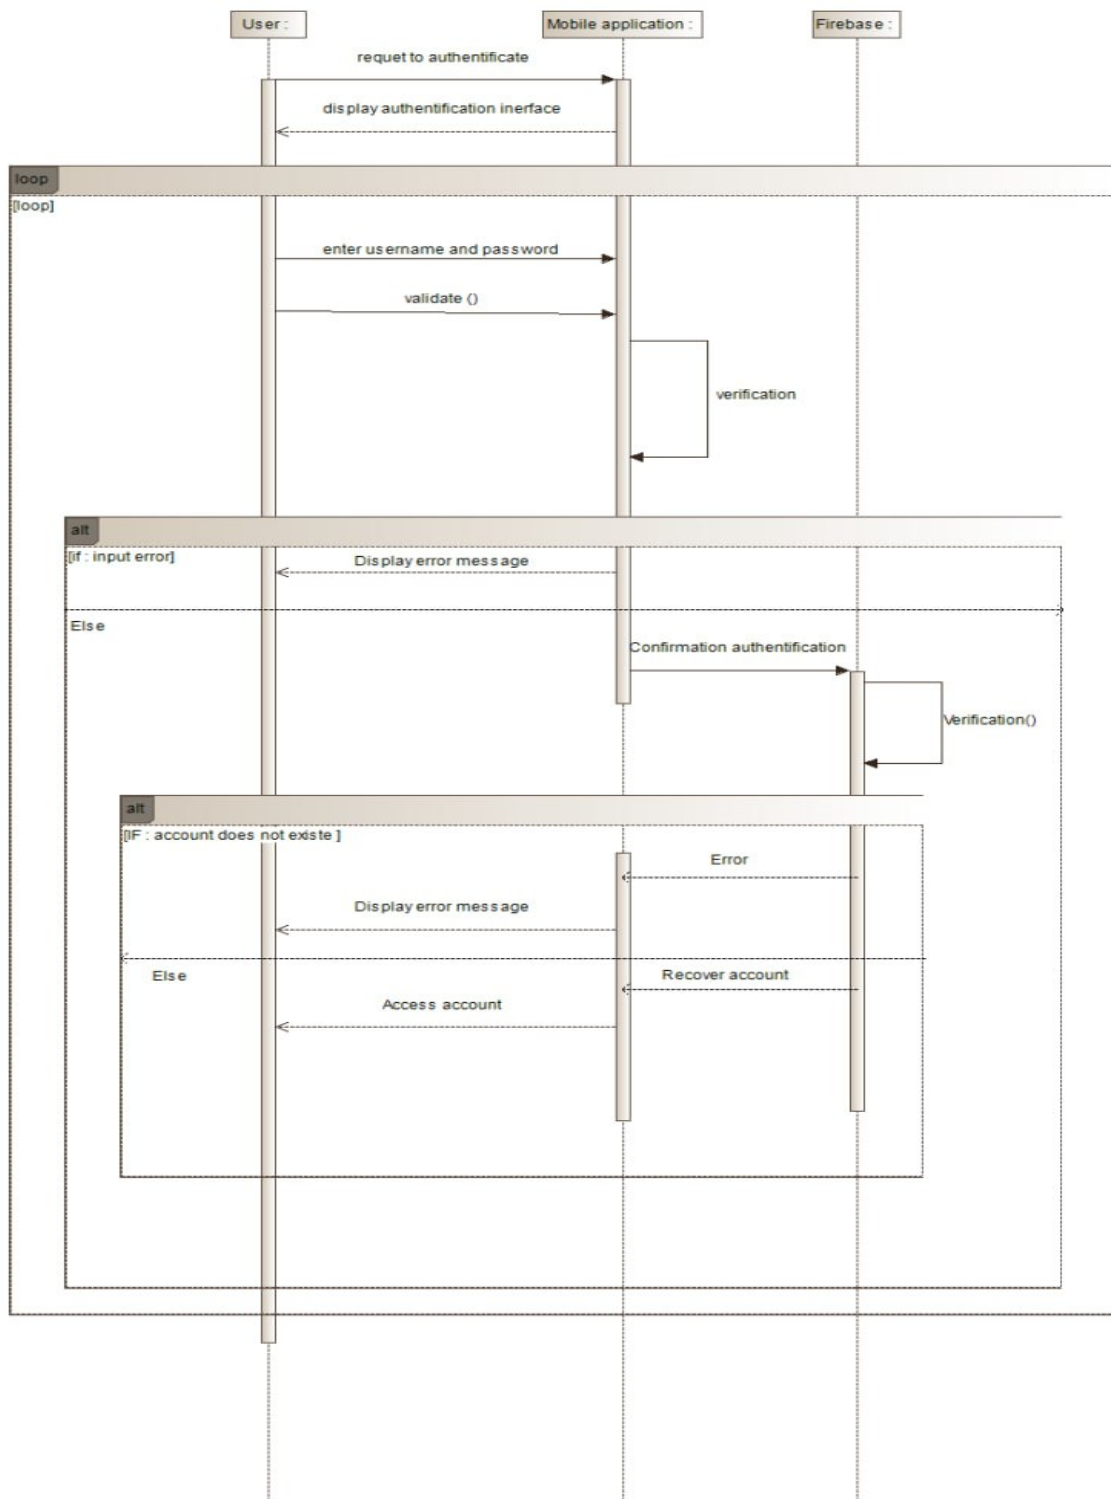 User :
Mobile application :
Firebase :
requet to authentificate
display authentification inerface
loop
[loop]
enter username and password
validate ()
verification
alt
[if : input error]
Display error message
Else
Confirmation authentification
Verification()
alt
[IF : account does not existe ]
Error
Display error message
Else
Recover account
Access account